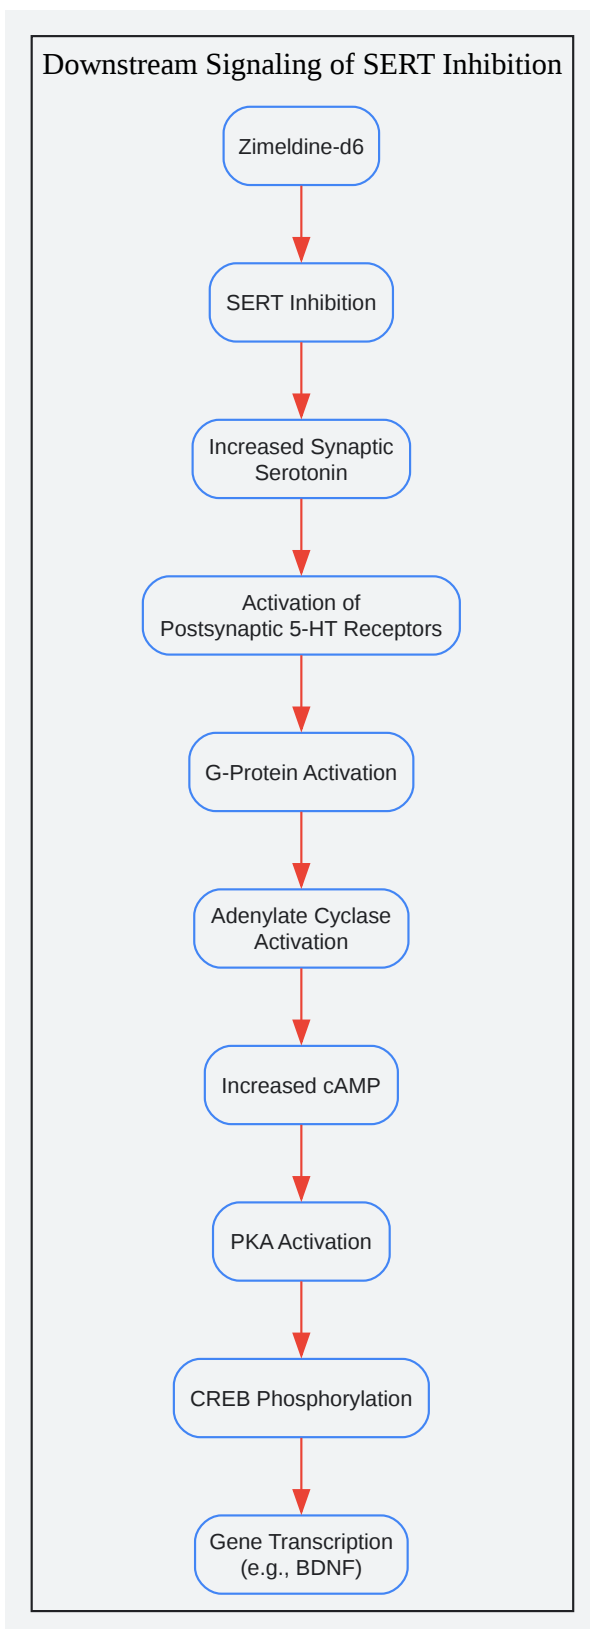 Downstream Signaling of SERT Inhibition
Zimeldine-d6
SERT Inhibition
Increased Synaptic
Serotonin
Activation of
Postsynaptic 5-HT Receptors
G-Protein Activation
Adenylate Cyclase
Activation
Increased cAMP
PKA Activation
CREB Phosphorylation
Gene Transcription
(e.g., BDNF)